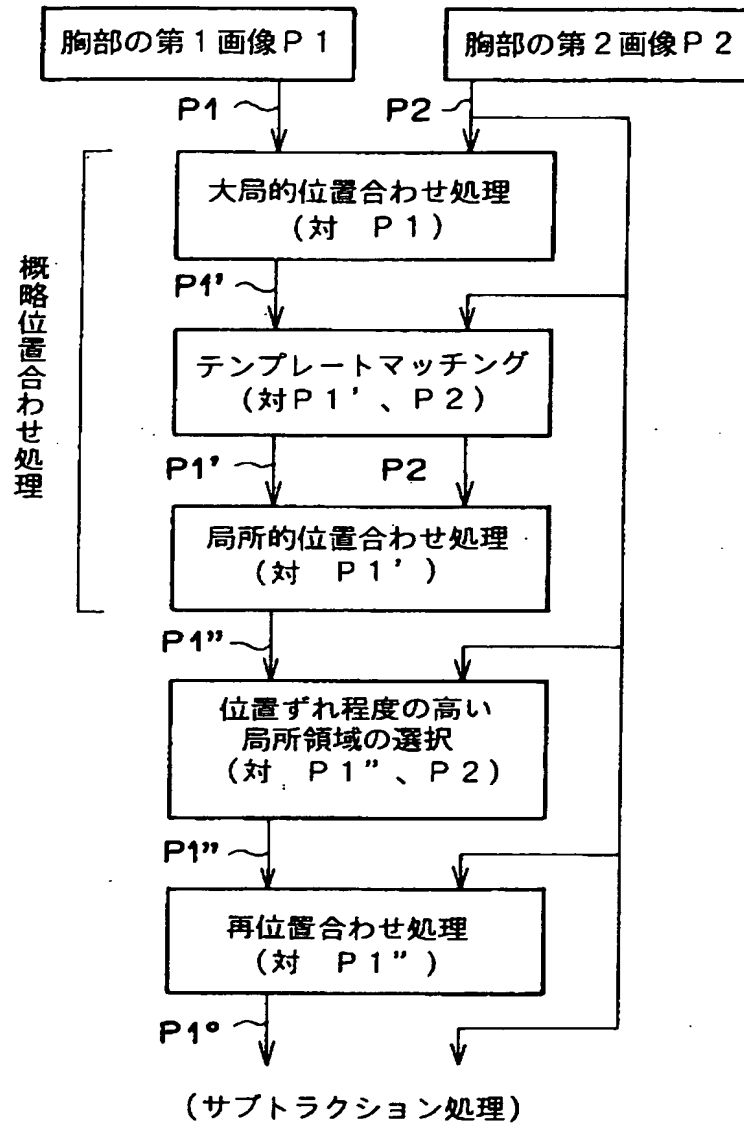 胸部の第1画像P1
胸部の第2画像P2
P1
P2
大局的位置合わせ処理
(対 P1)
P1'
テンプレートマッチング
(対P1'、P2)
P1'
P2
局所的位置合わせ処理
(対 P1')
概略位置合わせ処理
P1"
位置ずれ程度の高い
局所領域の選択
(対 P1"、P2)
P1"
再位置合わせ処理
(対 P1")
P1°
(サブトラクション処理)